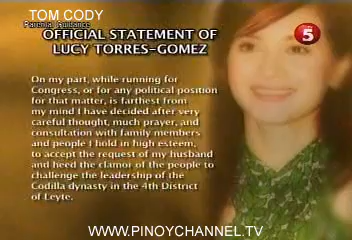 TOM CODY
Parental Guidance
OFFICIAL STATEMENT OF
LUCY TORRES-GOMEZ
5
On my part, while running for
Congress, or for any political position
for that matter, is farthest from
my mind I have decided after very
careful thought, much prayer, and
consultation with family members
and people I hold in high esteem,
to accept the request of my husband
and heed the clamor of the people to
challenge the leadership of the
Codilla dynasty in the 4th District
of Leyte.
WWW.PINOYCHANNEL.TV